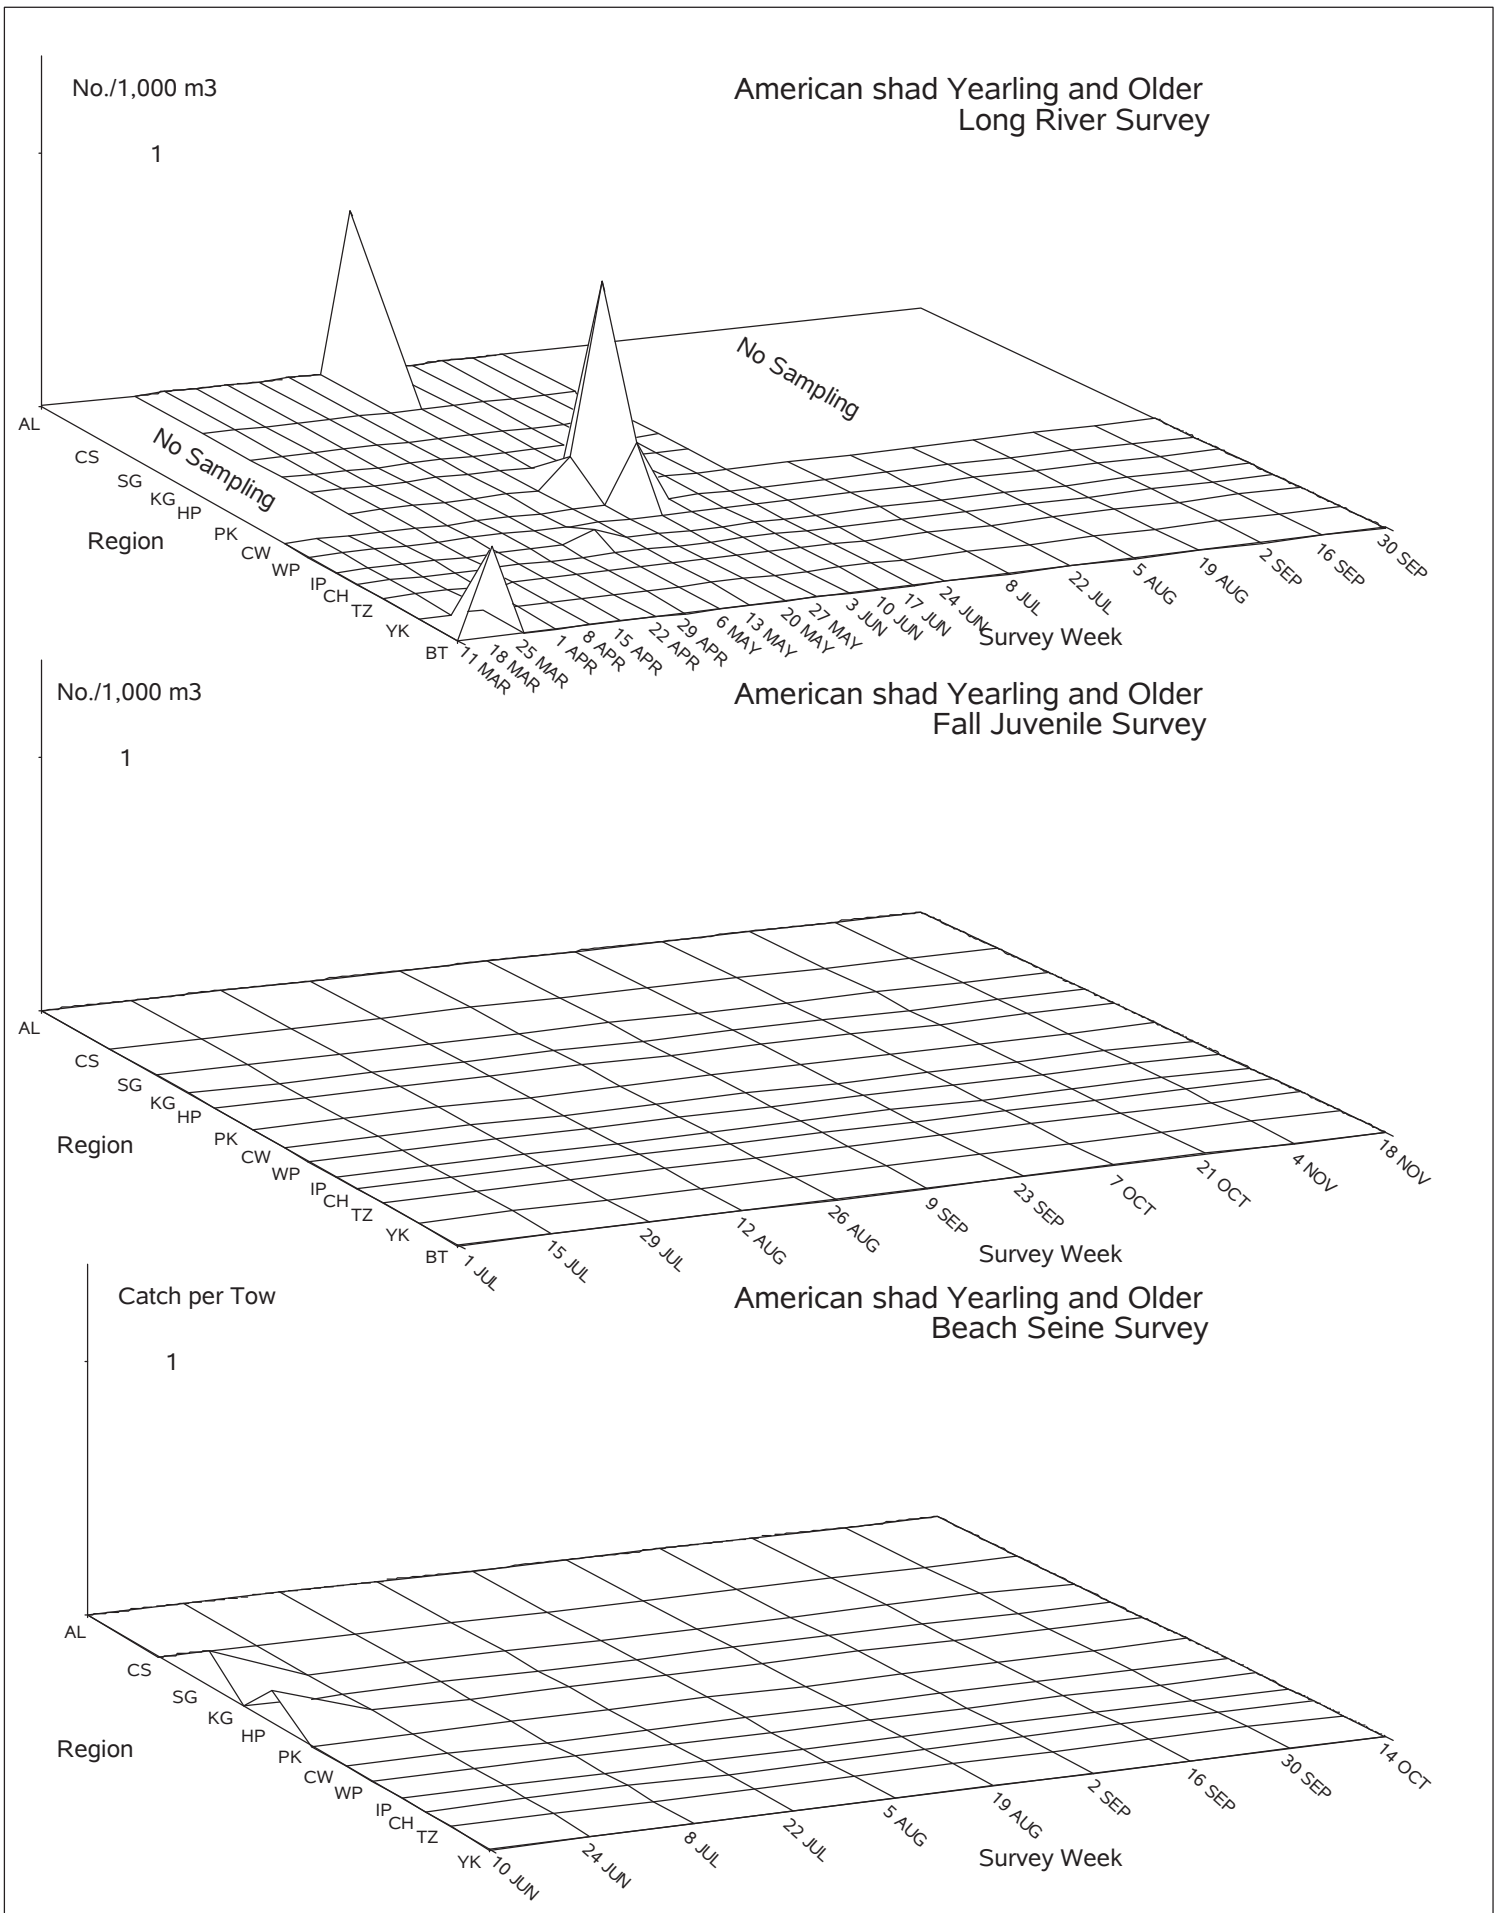 No./1,000 m3
American shad Yearling and Older
Long River Survey
1
No Sampling
AL
No Sampling
CS
SG
KG
HP
PK
Region
CW
WP
IP
CH
TZ
YK
BT
11 MAR
18 MAR
25 MAR
1 APR
8 APR
15 APR
22 APR
29 APR
6 MAY
13 MAY
20 MAY
27 MAY
3 JUN
10 JUN
17 JUN
24 JUN
8 JUL
22 JUL
5 AUG
19 AUG
2 SEP
16 SEP
30 SEP
Survey Week
No./1,000 m3
American shad Yearling and Older
Fall Juvenile Survey
1
AL
CS
SG
KG
HP
PK
Region
CW
WP
IP
CH
TZ
YK
BT
1 JUL
15 JUL
29 JUL
12 AUG
26 AUG
9 SEP
23 SEP
7 OCT
21 OCT
4 NOV
18 NOV
Survey Week
Catch per Tow
American shad Yearling and Older
Beach Seine Survey
1
AL
CS
SG
KG
HP
Region
PK
CW
WP
IP
CH
TZ
YK
10 JUN
24 JUN
8 JUL
22 JUL
5 AUG
19 AUG
2 SEP
16 SEP
30 SEP
14 OCT
Survey Week